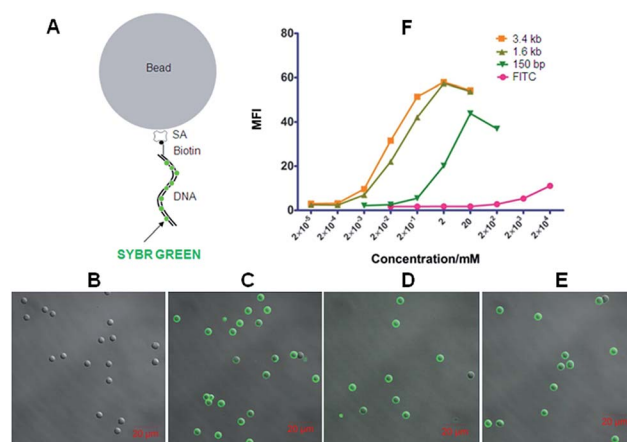 A
Bead
SA
Biotin
DNA
SYBR GREEN
F
3.4 kb
1.6 kb
150 bp
FITC
MFI
80
60
40
20
0
2×10⁻⁵
2×10⁻⁴
2×10⁻³
2×10⁻²
2×10⁻¹
2
20
2×10²
2×10³
2×10⁴
Concentration/mM
B
C
D
E
20 µm
20 µm
20 µm
20 µm